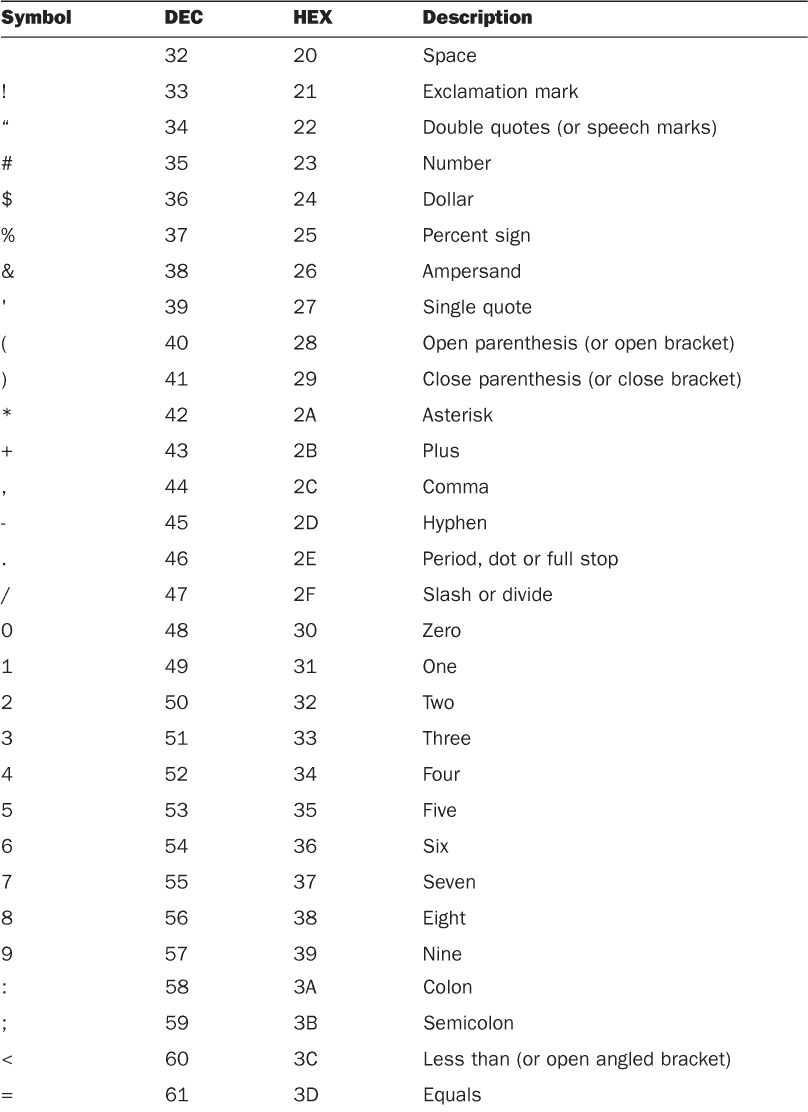 Symbol DEC HEX Description
32 20 Space
! 33 21 Exclamation mark
“ 34 22 Double quotes (or speech marks)
# 35 23 Number
$ 36 24 Dollar
% 37 25 Percent sign
& 38 26 Ampersand
' 39 27 Single quote
( 40 28 Open parenthesis (or open bracket)
) 41 29 Close parenthesis (or close bracket)
* 42 2A Asterisk
+ 43 2B Plus
, 44 2C Comma
- 45 2D Hyphen
. 46 2E Period, dot or full stop
/ 47 2F Slash or divide
0 48 30 Zero
1 49 31 One
2 50 32 Two
3 51 33 Three
4 52 34 Four
5 53 35 Five
6 54 36 Six
7 55 37 Seven
8 56 38 Eight
9 57 39 Nine
: 58 3A Colon
; 59 3B Semicolon
< 60 3C Less than (or open angled bracket)
= 61 3D Equals